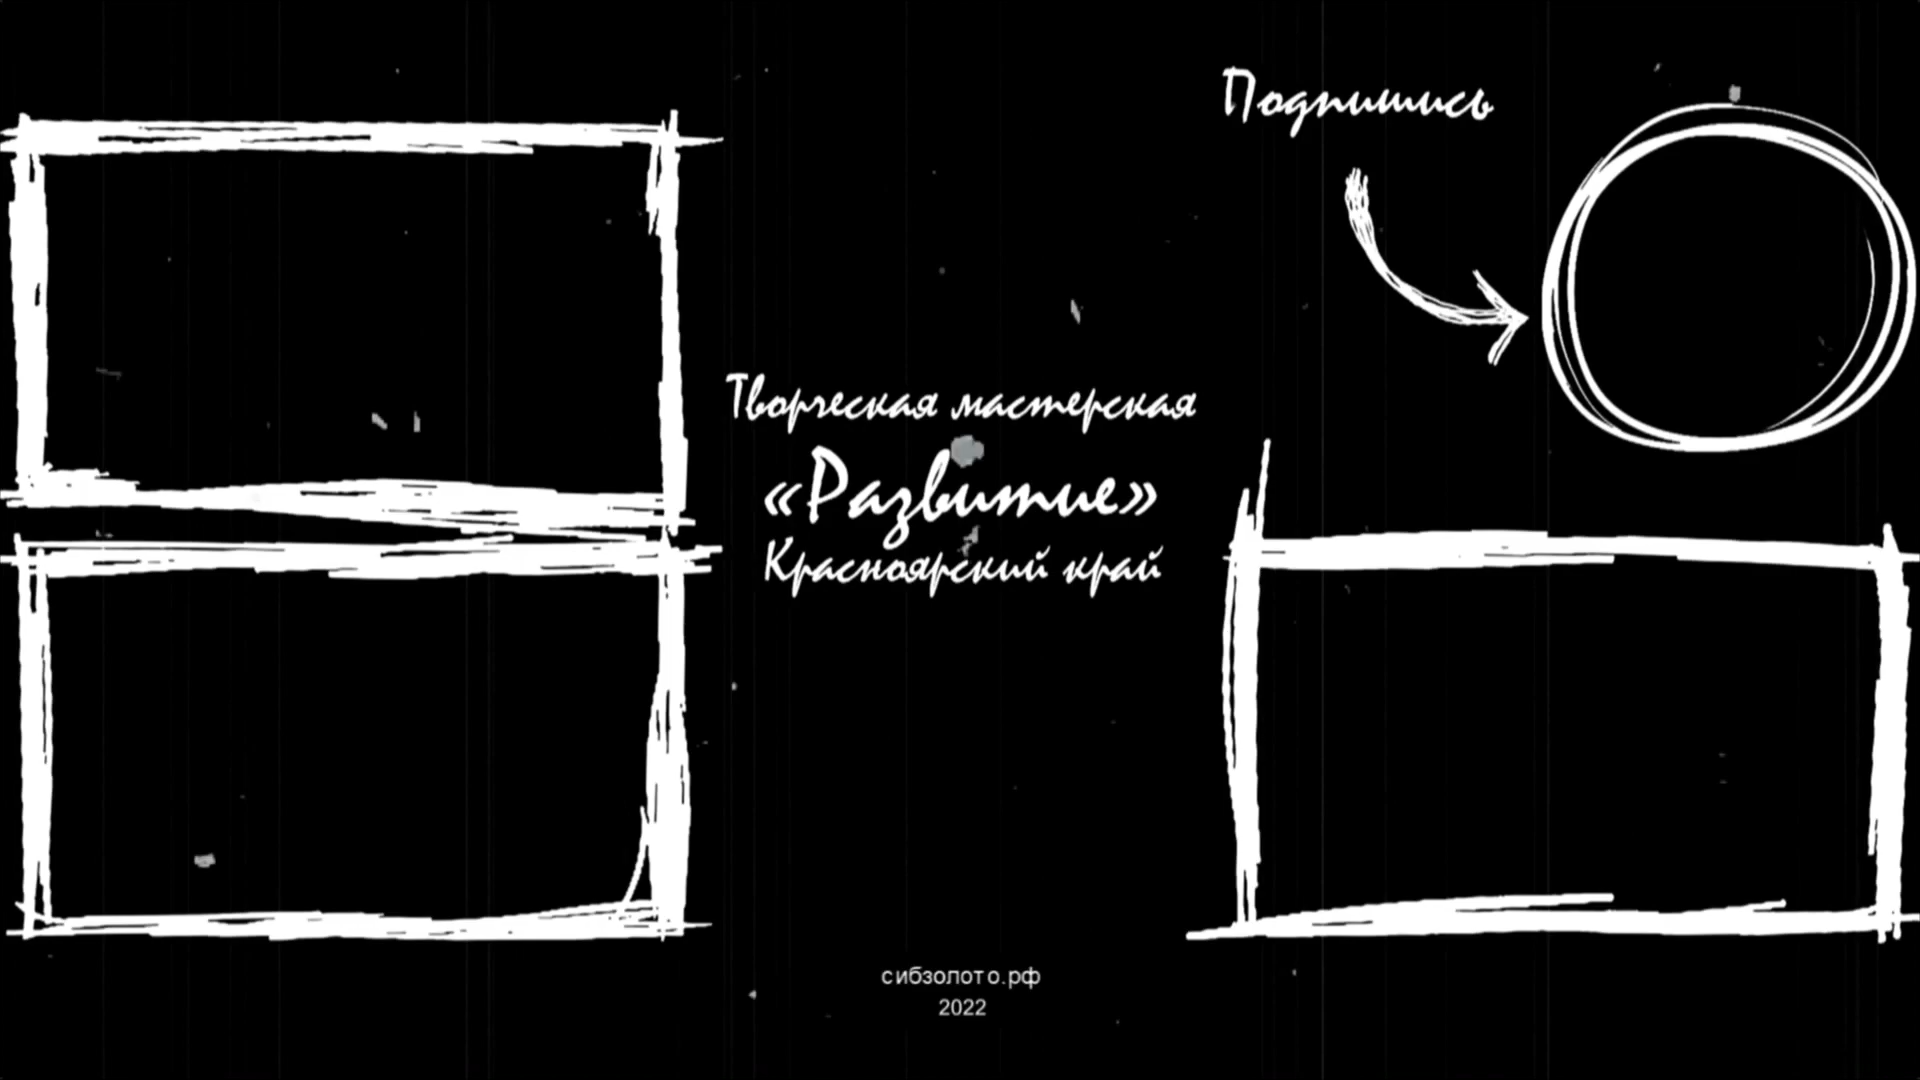 Подпишись
Творческая мастерская
«Развитие»
Красноярский край
сибзолото.рф
2022